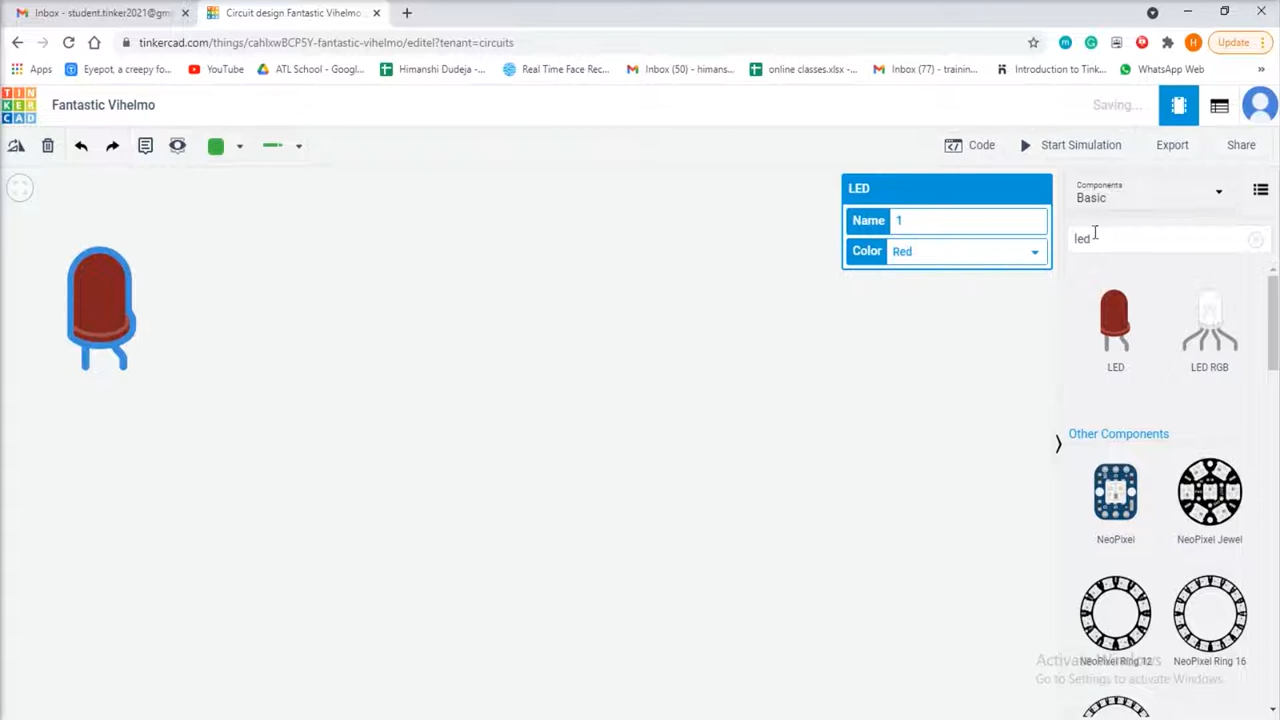 Inbox - student.tinker2021@gm
Circuit design Fantastic Vihelmo
tinkercad.com/things/cahlxwBCP5Y-fantastic-vihelmo/editel?tenant=circuits
H
Update
Apps
Eyepot, a creepy fo...
YouTube
ATL School - Googl...
Himanshi Dudeja -...
Real Time Face Rec...
Inbox (50) - himans...
online classes.xlsx -...
Inbox (77) - trainin...
Introduction to Tink...
WhatsApp Web
TIN
KER
CAD
Fantastic Vihelmo
Saving...
Code
Start Simulation
Export
Share
LED
Name 1
Color Red
Components
Basic
led
LED
LED RGB
Other Components
NeoPixel
NeoPixel Jewel
NeoPixel Ring 12
NeoPixel Ring 16
Activate Windows
Go to Settings to activate Windows.